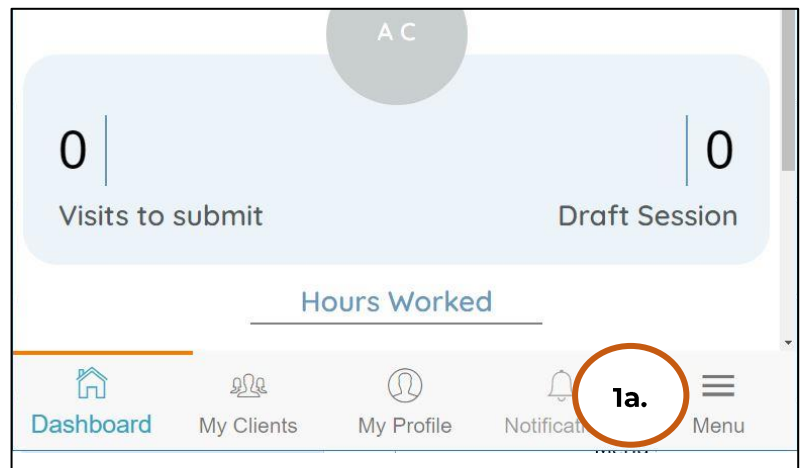 A C
0 0
Visits to submit Draft Session
Hours Worked
1a.
Dashboard My Clients My Profile Menu